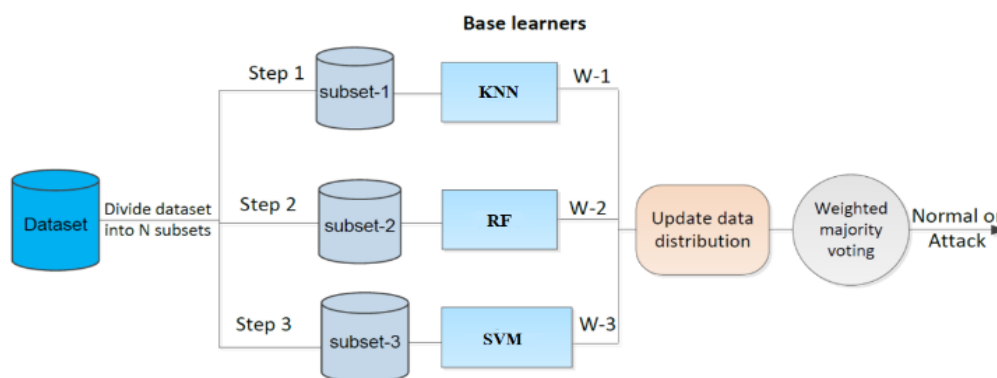 Base learners
Step 1
subset-1
KNN
W-1
Dataset
Divide dataset
into N subsets
Step 2
subset-2
RF
W-2
Update data
distribution
Weighted
majority
voting
Normal or
Attack
Step 3
subset-3
SVM
W-3